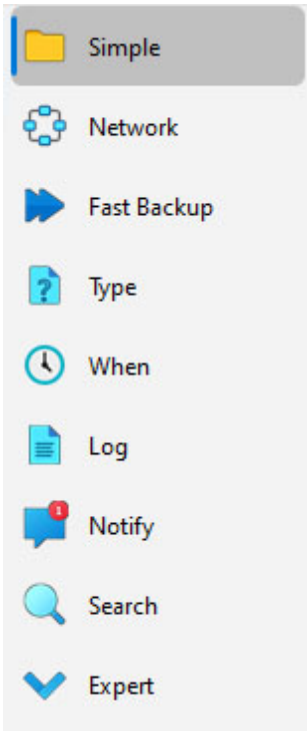 Simple
Network
Fast Backup
? Type
When
Log
1
Notify
Search
Expert